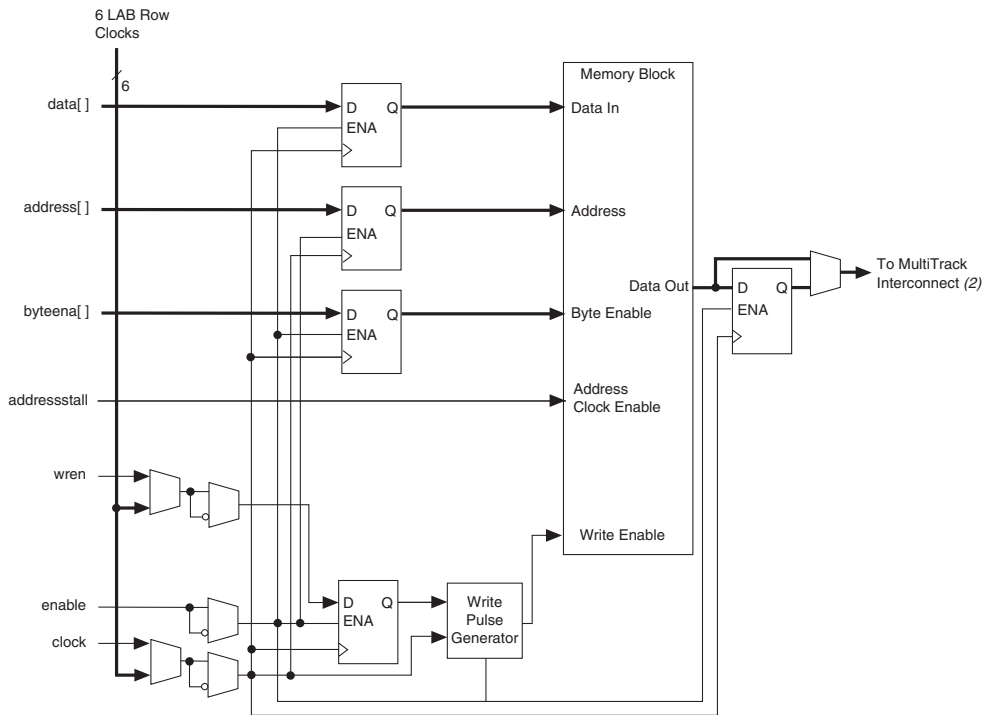 6 LAB Row
Clocks
6
data[ ]
D Q
ENA
Memory Block
Data In
address[ ]
D Q
ENA
Address
byteena[ ]
D Q
ENA
Byte Enable
Data Out
D Q
ENA
To MultiTrack
Interconnect (2)
addressstall
Address
Clock Enable
wren
Write Enable
enable
clock
D Q
ENA
Write
Pulse
Generator